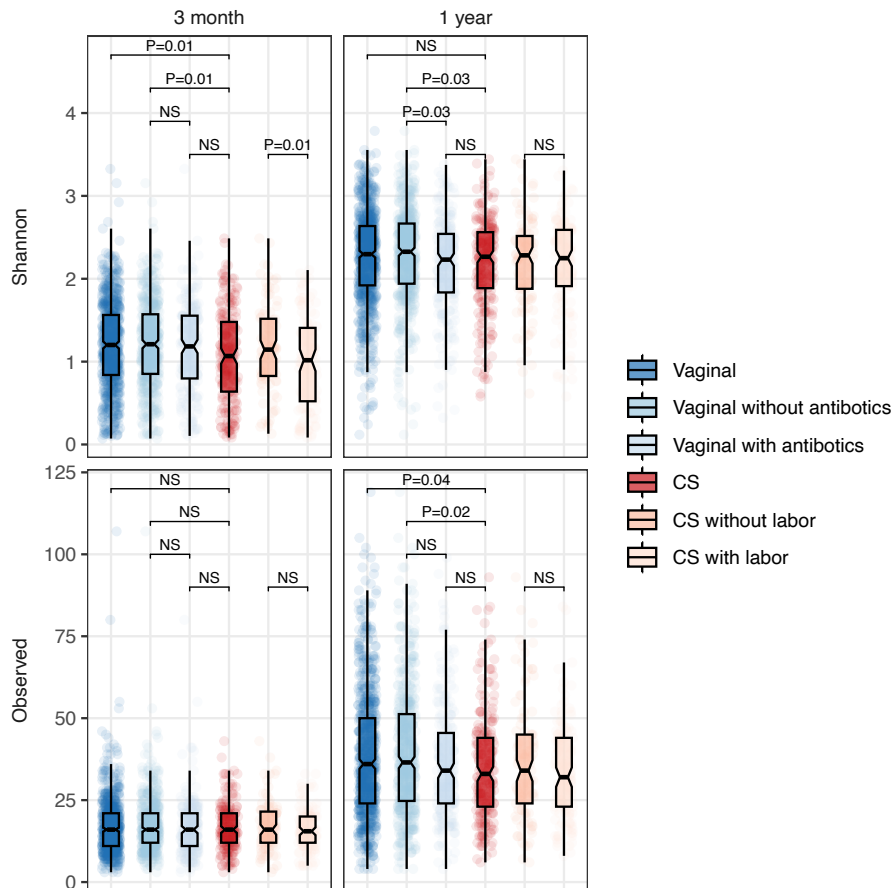 3 month
1 year
P=0.01
P=0.01
NS
NS
P=0.01
NS
P=0.03
P=0.03
NS
NS
Shannon
4
3
2
1
0
NS
NS
NS
NS
NS
P=0.04
P=0.02
NS
NS
NS
Observed
125
100
75
50
25
0
Vaginal
Vaginal without antibotics
Vaginal with antibotics
CS
CS without labor
CS with labor